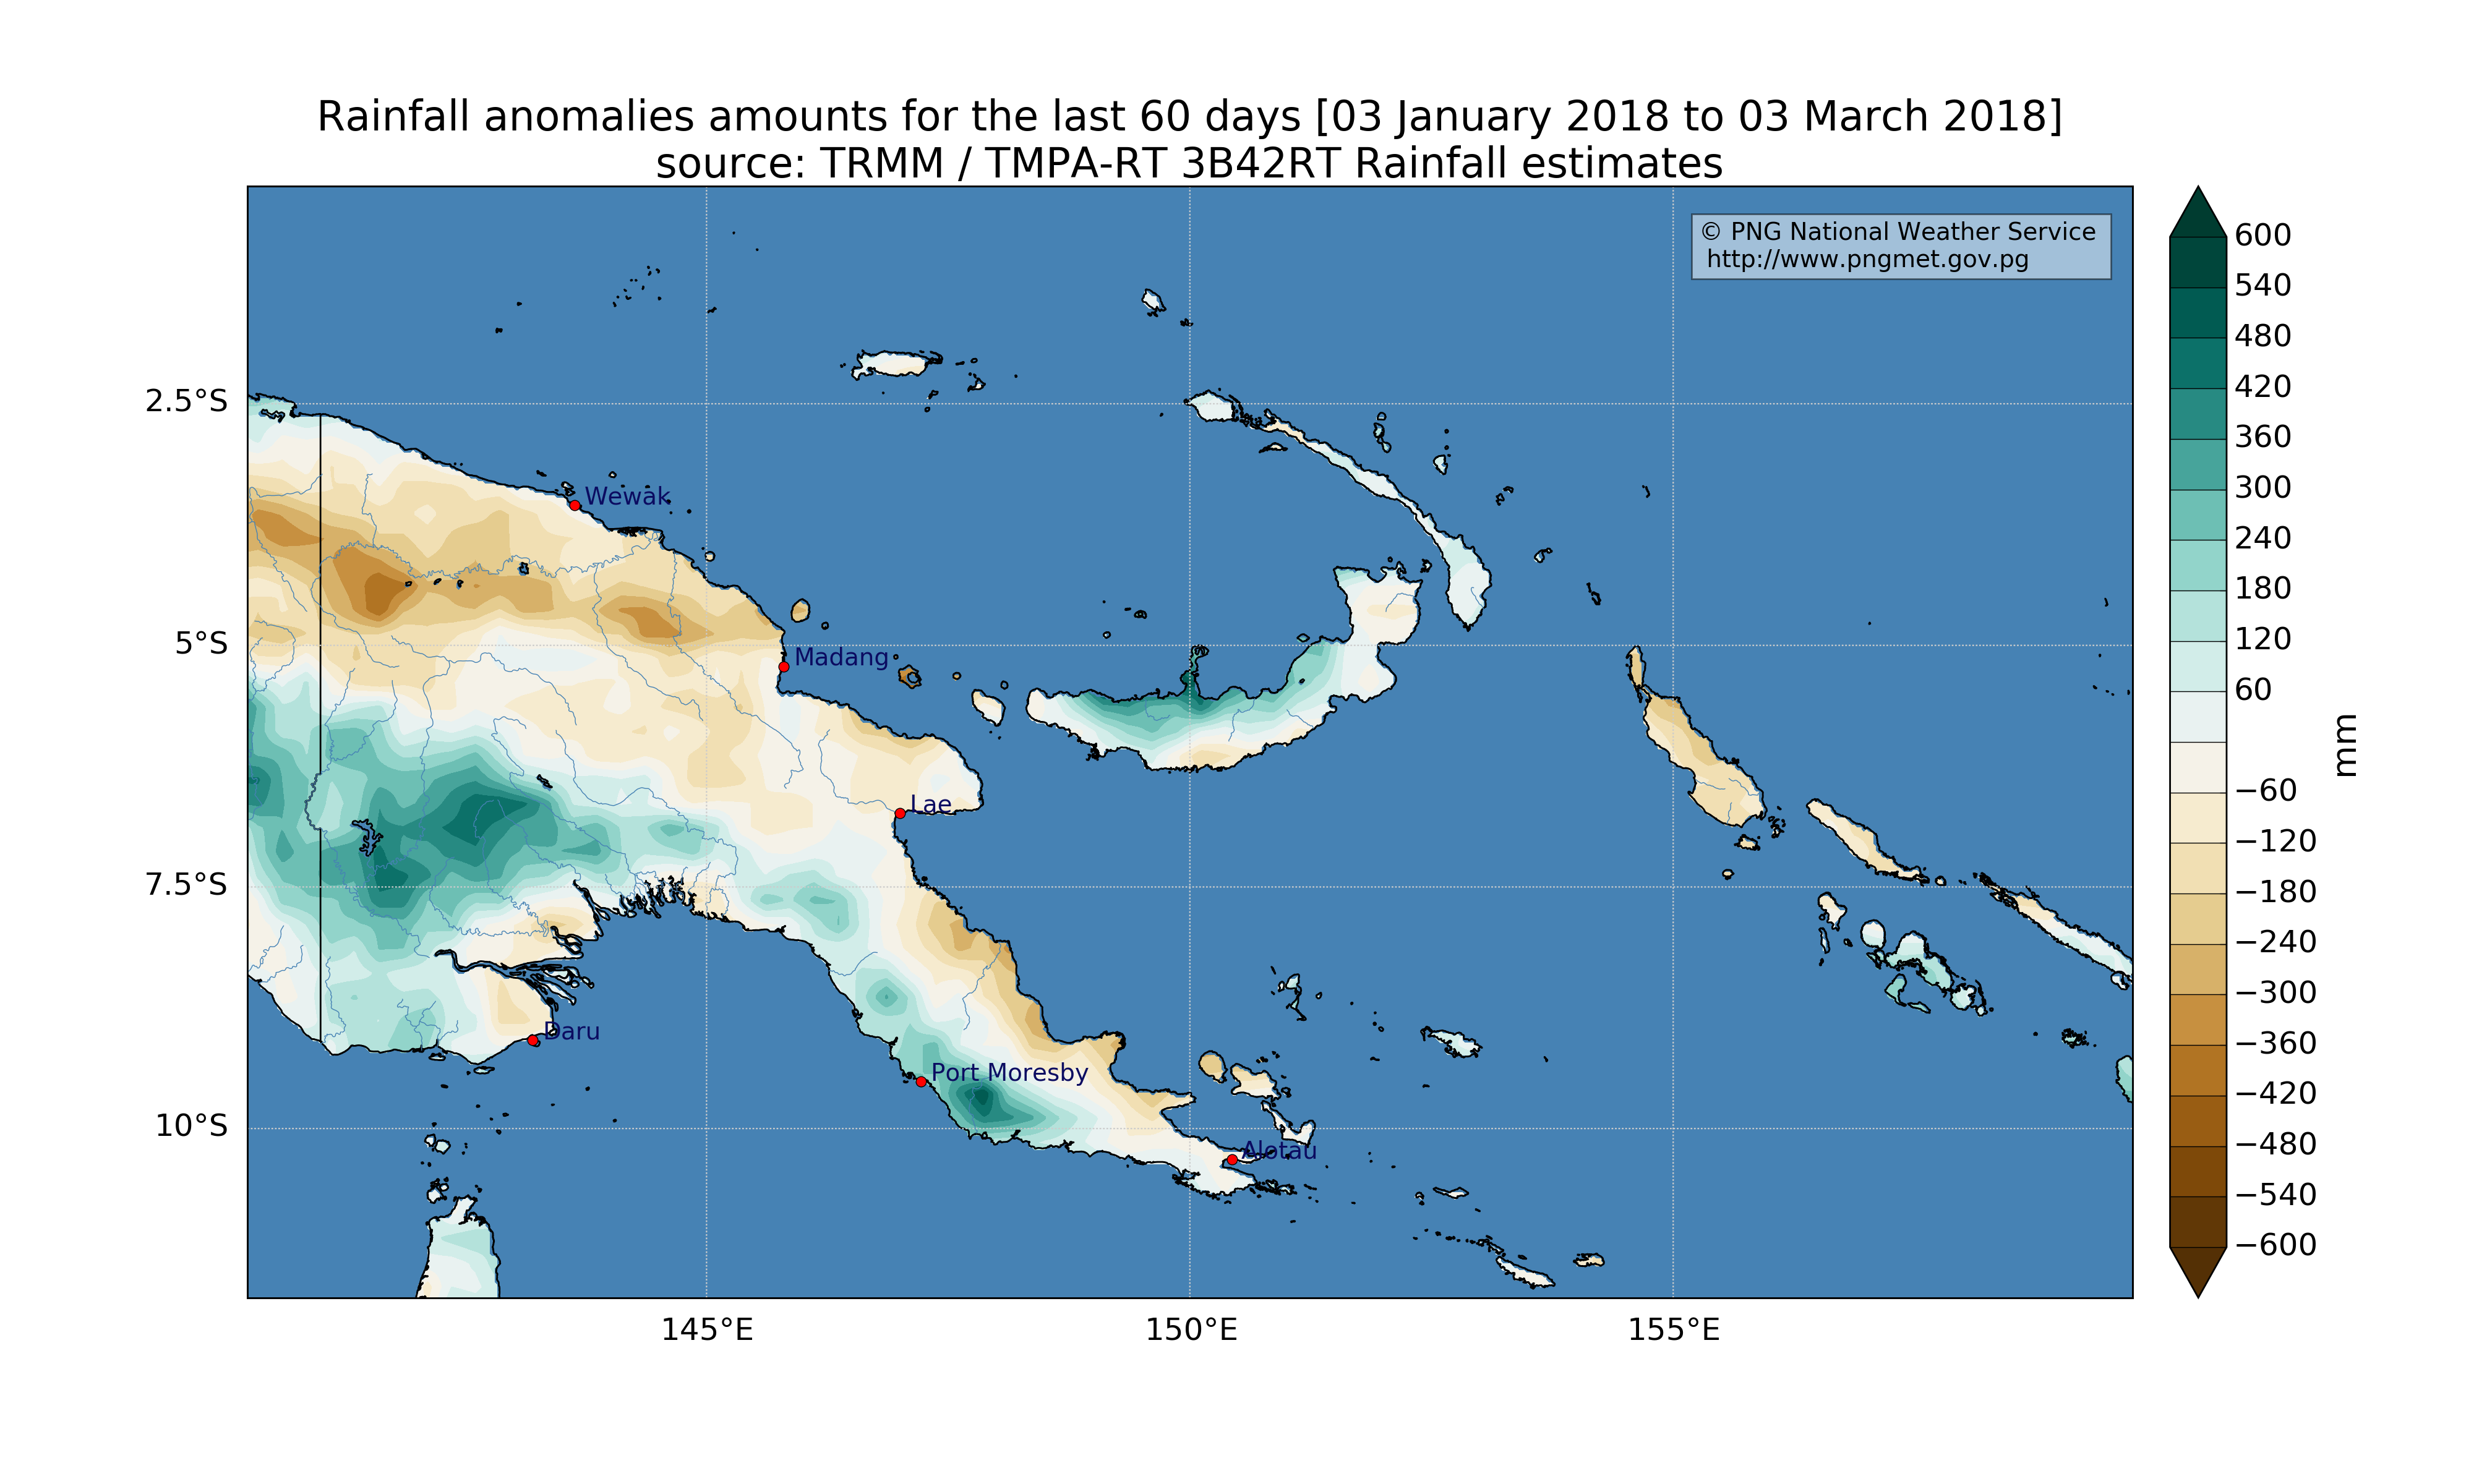 Rainfall anomalies amounts for the last 60 days [03 January 2018 to 03 March 2018]
source: TRMM / TMPA-RT 3B42RT Rainfall estimates
© PNG National Weather Service
http://www.pngmet.gov.pg
2.5°S
5°S
7.5°S
10°S
Wewak
Madang
Lae
Daru
Port Moresby
Alotau
145°E
150°E
155°E
600
540
480
420
360
300
240
180
120
60
−60
−120
−180
−240
−300
−360
−420
−480
−540
−600
mm